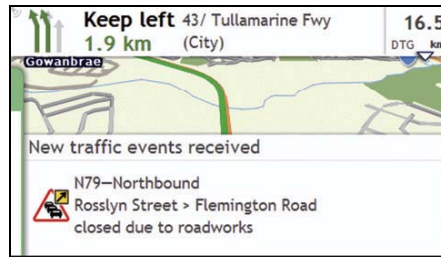 Keep left 43/ Tullamarine Fwy
1.9 km (City)
16.5
DTG km
Gowanbrae
New traffic events received
N79—Northbound
Rosslyn Street > Flemington Road
closed due to roadworks